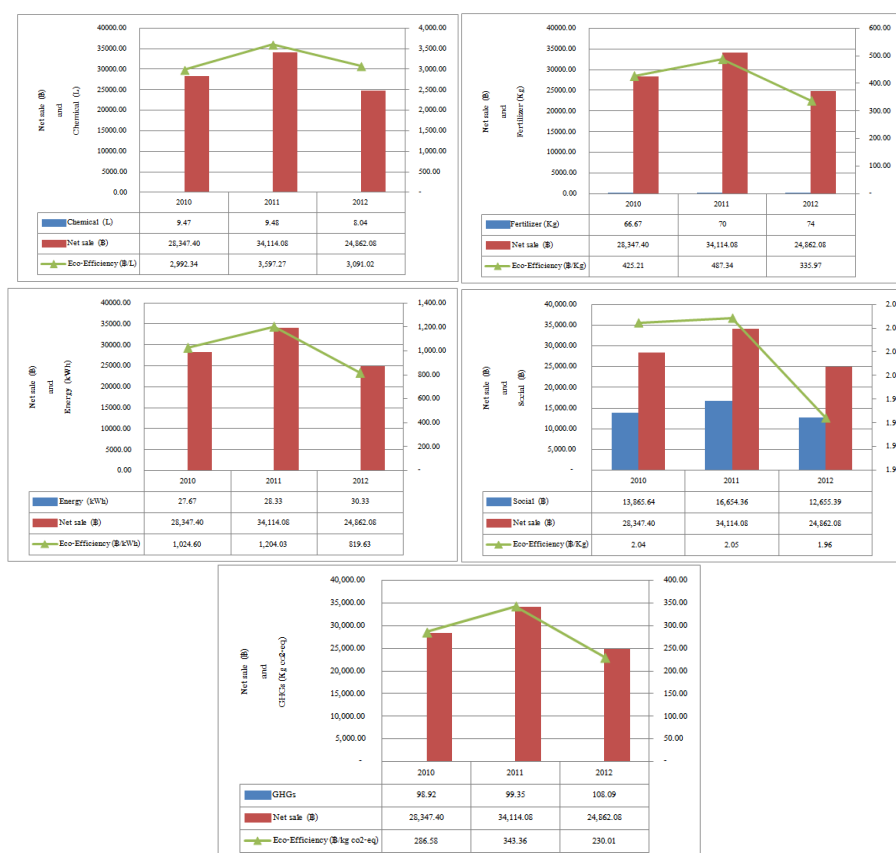 40000.00
35000.00
30000.00
25000.00
20000.00
15000.00
10000.00
5000.00
0.00
Net sale (฿)
and
Chemical (L)
4,000.00
3,500.00
3,000.00
2,500.00
2,000.00
1,500.00
1,000.00
500.00
-
2010 2011 2012
Chemical (L) 9.47 9.48 8.04
Net sale (฿) 28,347.40 34,114.08 24,862.08
Eco-Efficiency (฿/L) 2,992.34 3,597.27 3,091.02
40000.00
35000.00
30000.00
25000.00
20000.00
15000.00
10000.00
5000.00
0.00
Net sale (฿)
and
Fertilizer (Kg)
600.00
500.00
400.00
300.00
200.00
100.00
-
2010 2011 2012
Fertilizer (Kg) 66.67 70 74
Net sale (฿) 28,347.40 34,114.08 24,862.08
Eco-Efficiency (฿/Kg) 425.21 487.34 335.97
40000.00
35000.00
30000.00
25000.00
20000.00
15000.00
10000.00
5000.00
0.00
Net sale (฿)
and
Energy (kWh)
1,400.00
1,200.00
1,000.00
800.00
600.00
400.00
200.00
-
2010 2011 2012
Energy (kWh) 27.67 28.33 30.33
Net sale (฿) 28,347.40 34,114.08 24,862.08
Eco-Efficiency (฿/kWh) 1,024.60 1,204.03 819.63
40,000.00
35,000.00
30,000.00
25,000.00
20,000.00
15,000.00
10,000.00
5,000.00
-
Net sale (฿)
and
Social (฿)
2.0
2.0
2.0
2.0
1.9
1.9
1.9
1.9
2010 2011 2012
Social (฿) 13,865.64 16,654.36 12,655.39
Net sale (฿) 28,347.40 34,114.08 24,862.08
Eco-Efficiency (฿/Kg) 2.04 2.05 1.96
40,000.00
35,000.00
30,000.00
25,000.00
20,000.00
15,000.00
10,000.00
5,000.00
-
Net sale (฿)
and
GHGs (Kg co2-eq)
400.00
350.00
300.00
250.00
200.00
150.00
100.00
50.00
-
2010 2011 2012
GHGs 98.92 99.35 108.09
Net sale (฿) 28,347.40 34,114.08 24,862.08
Eco-Efficiency (฿/kg co2-eq) 286.58 343.36 230.01